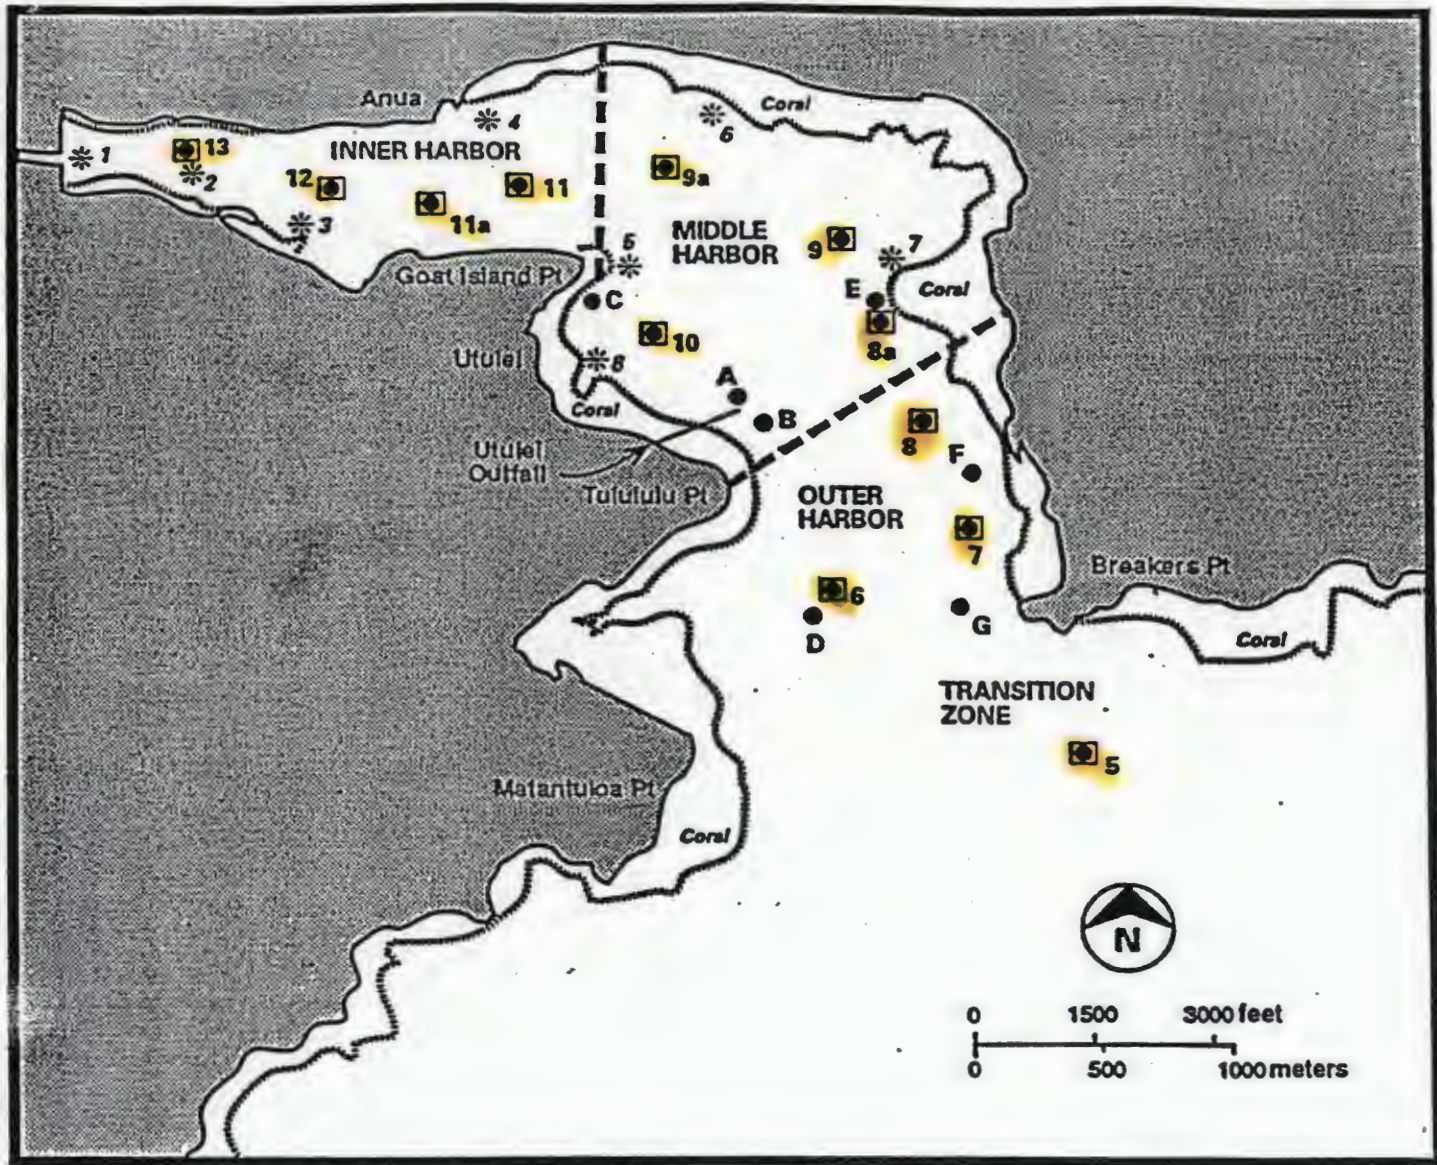 Anua
Coral
4
6
INNER HARBOR
1
13
2
12
11
9a
3
11a
MIDDLE
HARBOR
5
9
7
Goat Island Pt
C
E
Coral
10
8a
Utulei
A
Coral
B
8
Utulei
Outfall
F
Tulululu Pt
OUTER
HARBOR
7
Breakers Pt
6
D
G
Coral
TRANSITION
ZONE
5
Matantuloa Pt
Coral
N
0 1500 3000 feet
0 500 1000 meters